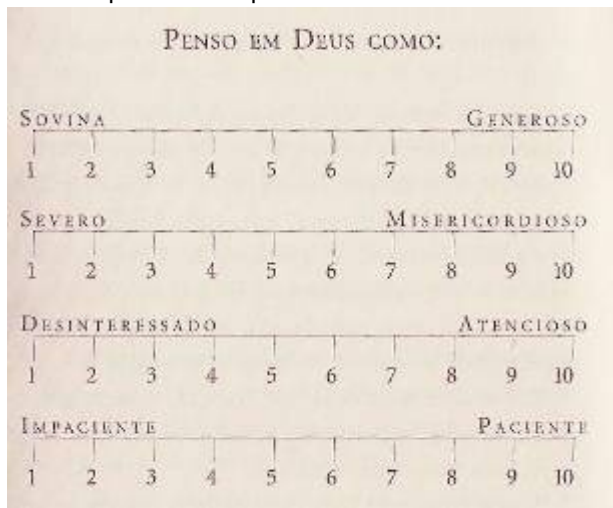 PENSO EM DEUS COMO:
SOVINA GENEROSO
1 2 3 4 5 6 7 8 9 10
SEVERO MISERICORDIOSO
1 2 3 4 5 6 7 8 9 10
DESINTERESSADO ATENCIOSO
1 2 3 4 5 6 7 8 9 10
IMPACIENTE PACIENTE
1 2 3 4 5 6 7 8 9 10